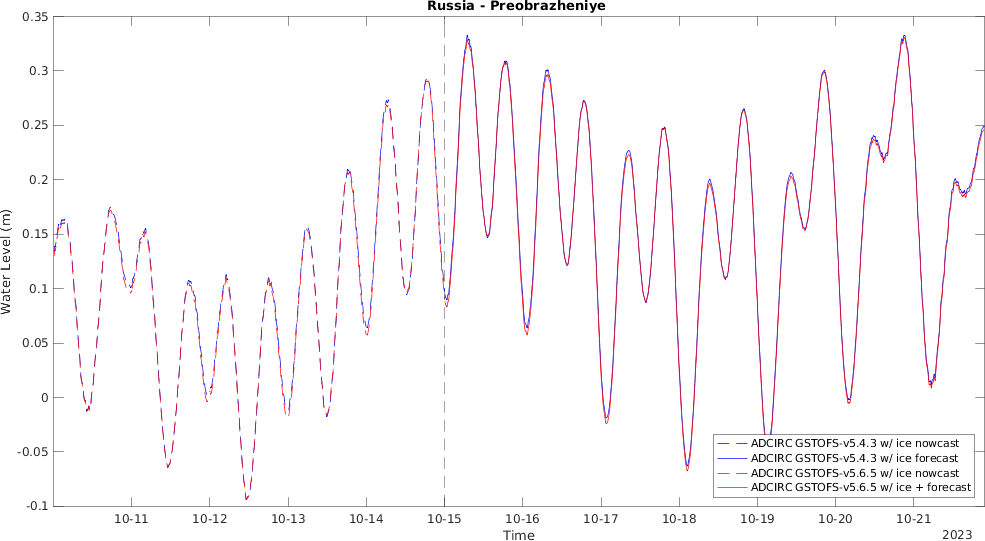 Russia - Preobrazheniye
Water Level (m)
0.35
0.3
0.25
0.2
0.15
0.1
0.05
0
-0.05
-0.1
ADCIRC GSTOFS-v5.4.3 w/ ice nowcast
ADCIRC GSTOFS-v5.4.3 w/ ice forecast
ADCIRC GSTOFS-v5.6.5 w/ ice nowcast
ADCIRC GSTOFS-v5.6.5 w/ ice + forecast
10-11 10-12 10-13 10-14 10-15 10-16 10-17 10-18 10-19 10-20 10-21
Time
2023